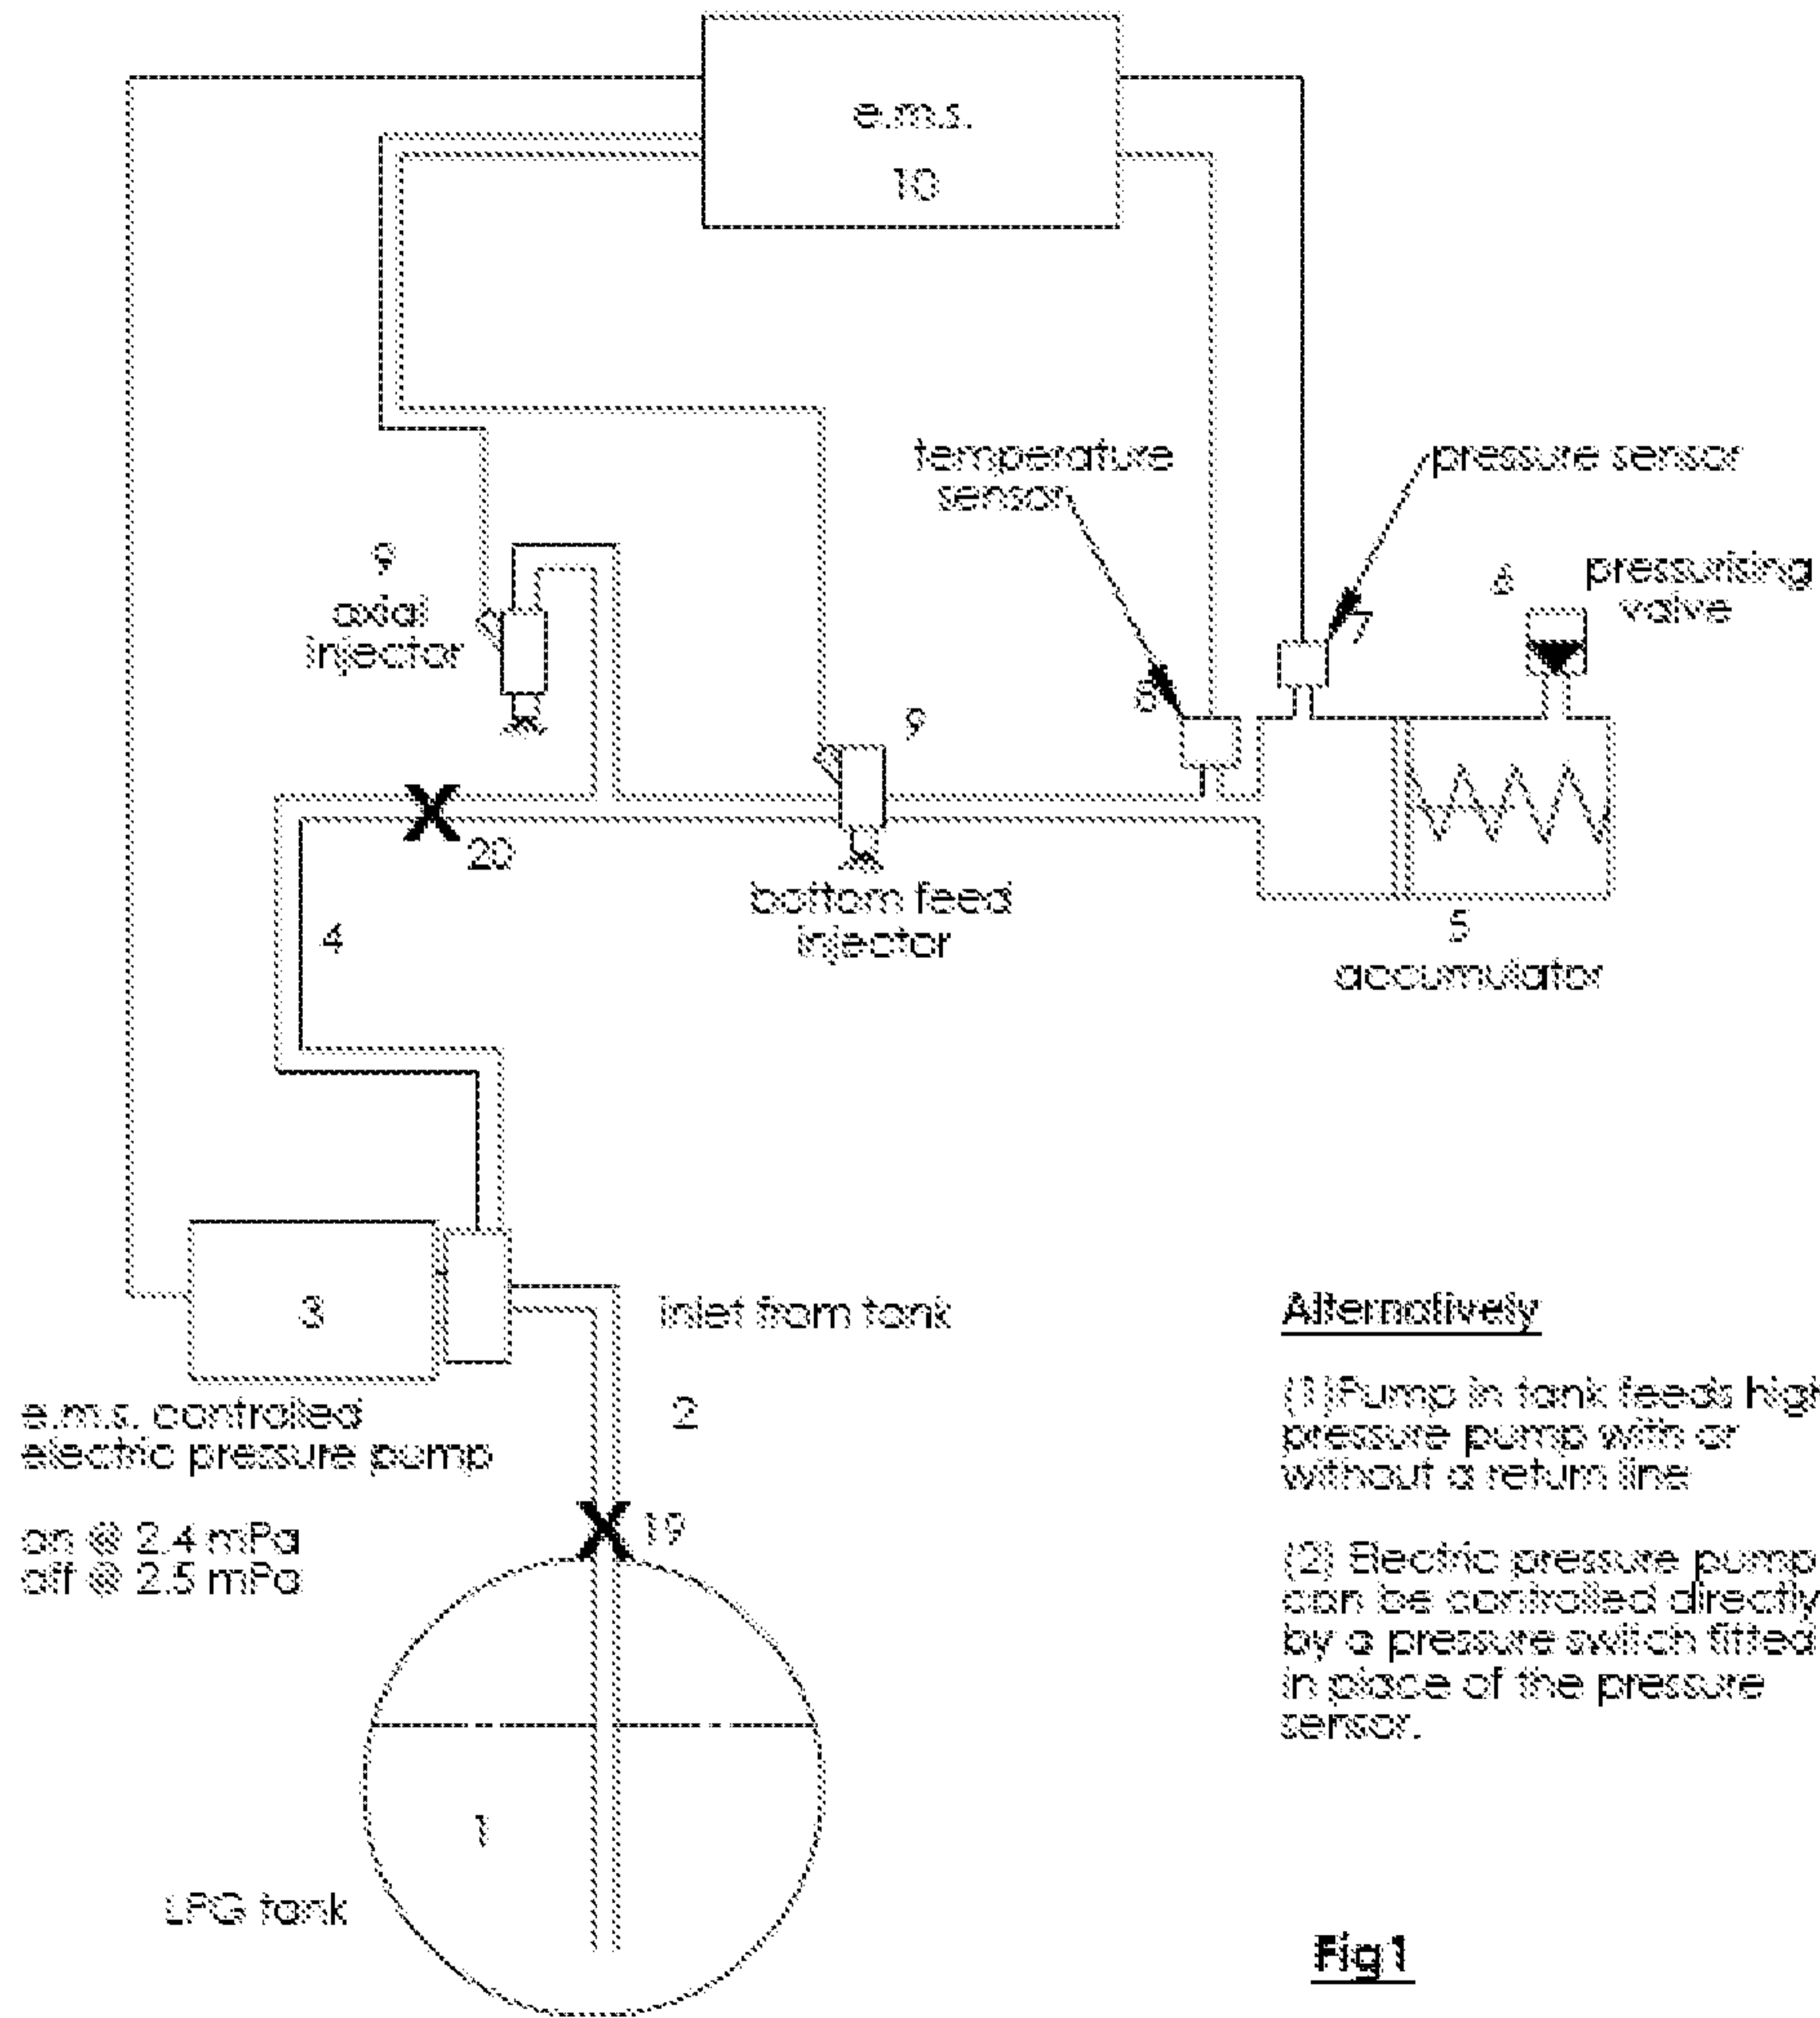 e.m.s.
10
temperature
sensor
pressure sensor
9
axial
injector
6
pressurising
valve
7
8
9
20
bottom feed
injector
4
5
accumulator
3
inlet from tank
2
e.m.s. controlled
electric pressure pump
on @ 2.4 mPa
off @ 2.5 mPa
19
1
LPG tank
Alternatively
(1)Pump in tank feeds high
pressure pump with or
without a return line
(2) Electric pressure pump
can be controlled directly
by a pressure switch fitted
in place of the pressure
sensor.
Fig1